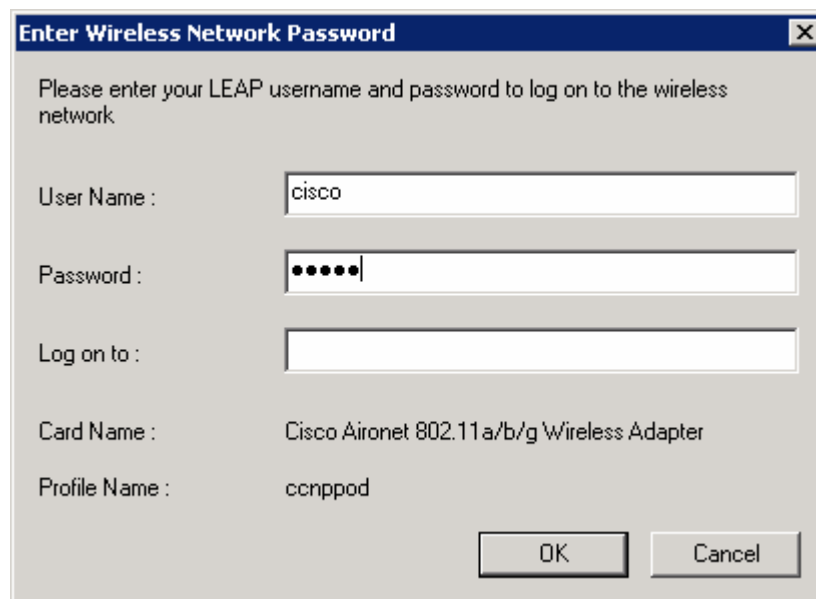 Enter Wireless Network Password
Please enter your LEAP username and password to log on to the wireless
network
User Name : cisco
Password : ●●●●●
Log on to :
Card Name : Cisco Aironet 802.11a/b/g Wireless Adapter
Profile Name : ccnppod
OK Cancel